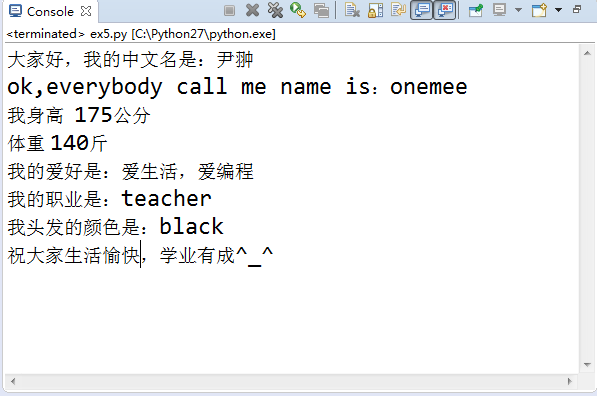 Console
<terminated> ex5.py [C:\Python27\python.exe]
大家好，我的中文名是：尹翀
ok,everybody call me name is：onemee
我身高 175公分
体重 140斤
我的爱好是：爱生活，爱编程
我的职业是：teacher
我头发的颜色是：black
祝大家生活愉快，学业有成^_^